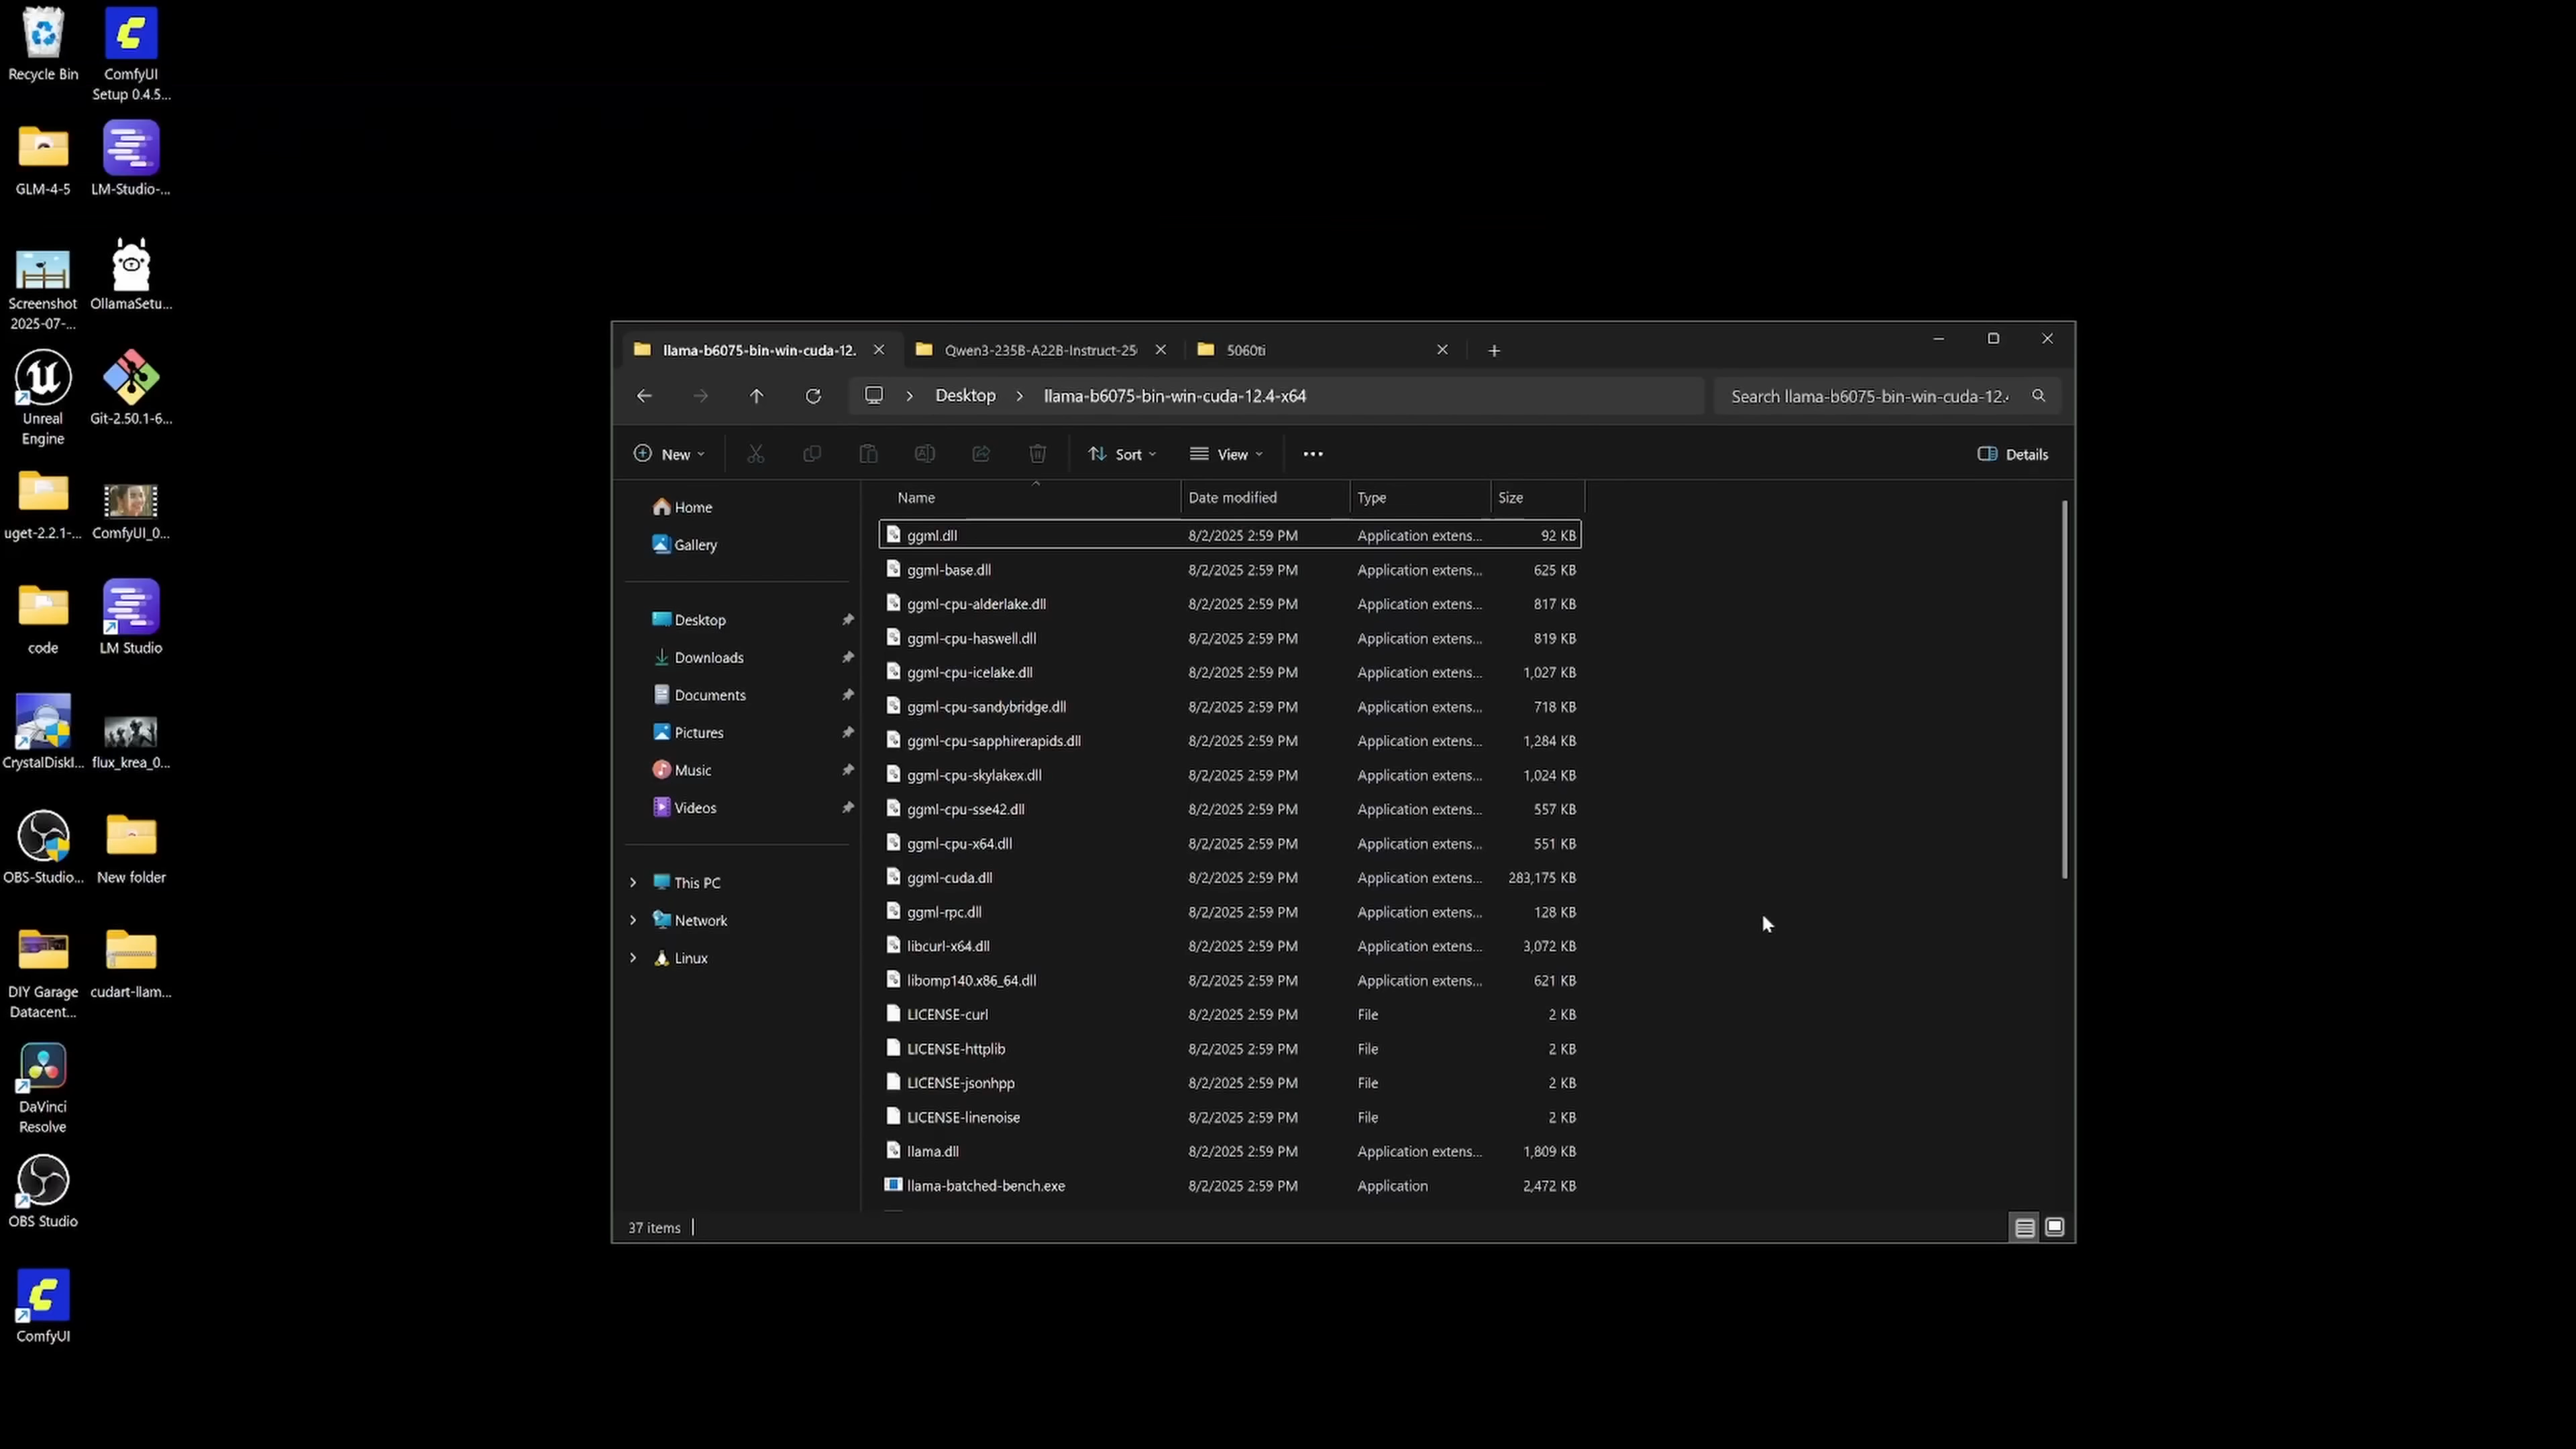 Recycle Bin
ComfyUI
Setup 0.4.5...
GLM-4-5
LM-Studio-...
Screenshot
2025-07-...
OllamaSetu...
Unreal
Engine
Git-2.50.1-6...
uget-2.2.1-...
ComfyUI_0...
code
LM Studio
CrystalDiskI...
flux_krea_0...
OBS-Studio...
New folder
DIY Garage
Datacent...
cudart-llam...
DaVinci
Resolve
OBS Studio
ComfyUI
llama-b6075-bin-win-cuda-12.
Qwen3-235B-A22B-Instruct-25
5060ti
Desktop
llama-b6075-bin-win-cuda-12.4-x64
Search llama-b6075-bin-win-cuda-12.
New
Sort
View
Details
Home
Gallery
Desktop
Downloads
Documents
Pictures
Music
Videos
This PC
Network
Linux
Name Date modified Type Size
ggml.dll 8/2/2025 2:59 PM Application extens... 92 KB
ggml-base.dll 8/2/2025 2:59 PM Application extens... 625 KB
ggml-cpu-alderlake.dll 8/2/2025 2:59 PM Application extens... 817 KB
ggml-cpu-haswell.dll 8/2/2025 2:59 PM Application extens... 819 KB
ggml-cpu-icelake.dll 8/2/2025 2:59 PM Application extens... 1,027 KB
ggml-cpu-sandybridge.dll 8/2/2025 2:59 PM Application extens... 718 KB
ggml-cpu-sapphirerapids.dll 8/2/2025 2:59 PM Application extens... 1,284 KB
ggml-cpu-skylakex.dll 8/2/2025 2:59 PM Application extens... 1,024 KB
ggml-cpu-sse42.dll 8/2/2025 2:59 PM Application extens... 557 KB
ggml-cpu-x64.dll 8/2/2025 2:59 PM Application extens... 551 KB
ggml-cuda.dll 8/2/2025 2:59 PM Application extens... 283,175 KB
ggml-rpc.dll 8/2/2025 2:59 PM Application extens... 128 KB
libcurl-x64.dll 8/2/2025 2:59 PM Application extens... 3,072 KB
libomp140.x86_64.dll 8/2/2025 2:59 PM Application extens... 621 KB
LICENSE-curl 8/2/2025 2:59 PM File 2 KB
LICENSE-httplib 8/2/2025 2:59 PM File 2 KB
LICENSE-jsonhpp 8/2/2025 2:59 PM File 2 KB
LICENSE-linenoise 8/2/2025 2:59 PM File 2 KB
llama.dll 8/2/2025 2:59 PM Application extens... 1,809 KB
llama-batched-bench.exe 8/2/2025 2:59 PM Application 2,472 KB
37 items